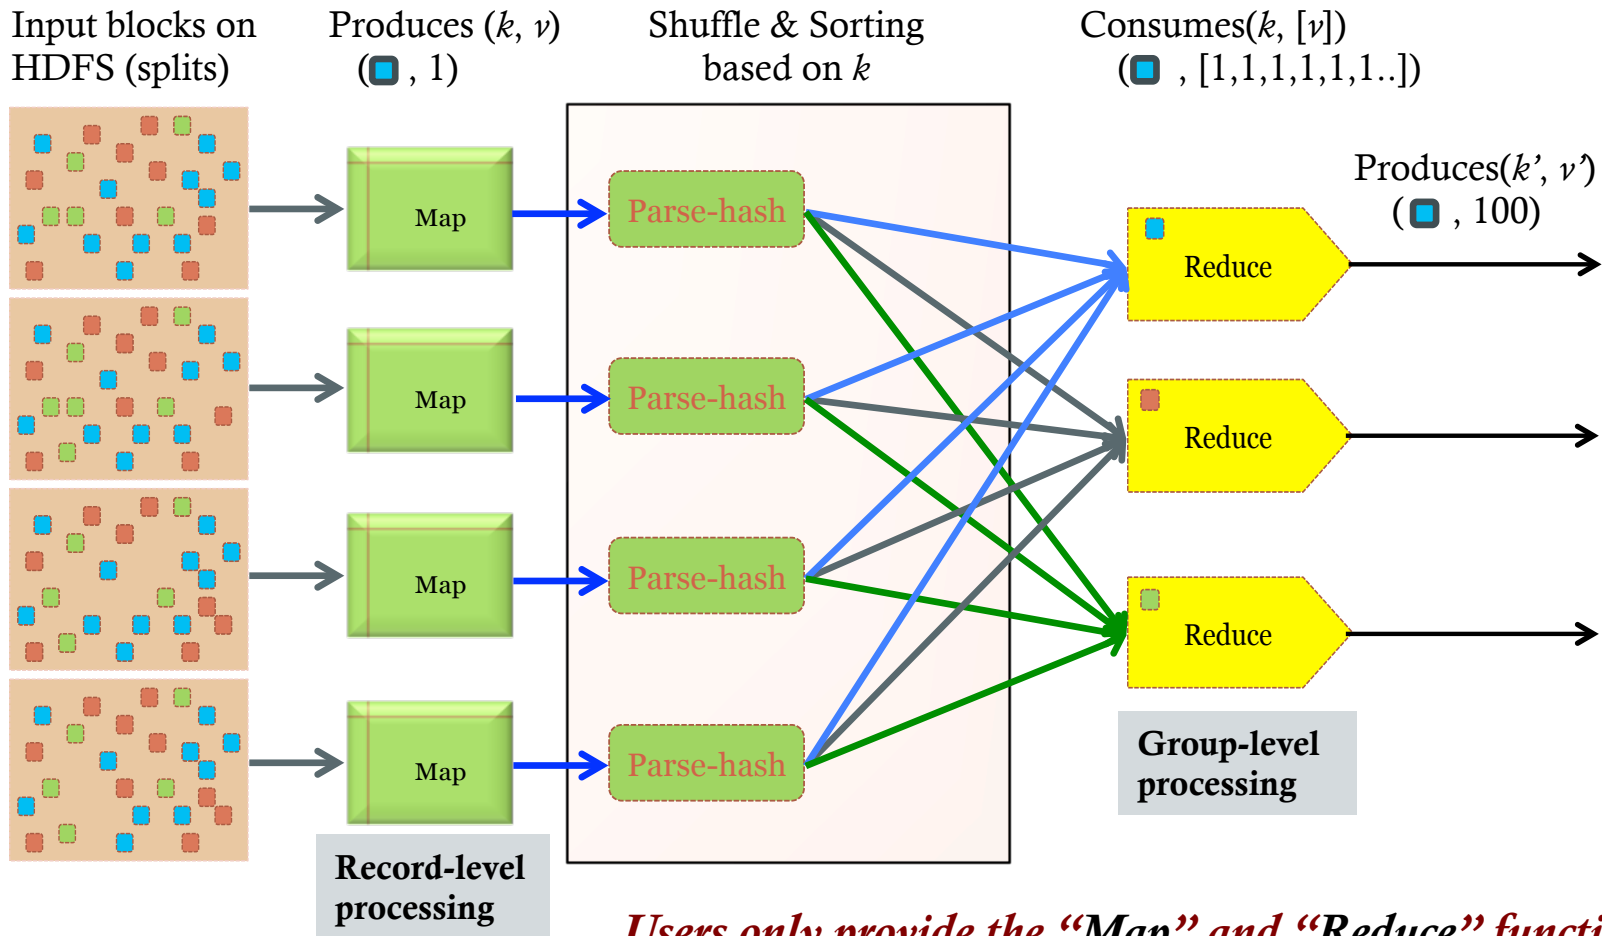 Input blocks on
HDFS (splits)
Produces (k, v)
( , 1)
Shuffle & Sorting
based on k
Consumes(k, [v])
( , [1,1,1,1,1,1..])
Produces(k’, v’)
( , 100)
Map
Parse-hash
Reduce
Map
Parse-hash
Reduce
Map
Parse-hash
Reduce
Map
Parse-hash
Group-level
processing
Record-level
processing
Users only provide the “Map” and “Reduce” functi